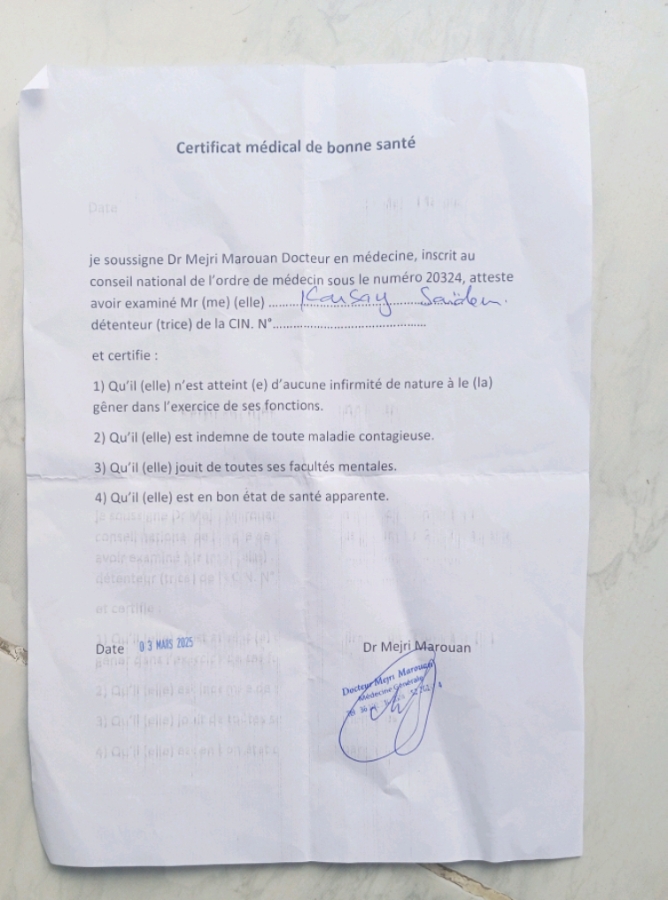 Certificat médical de bonne santé
Date
je soussigne Dr Mejri Marouan Docteur en médecine, inscrit au
conseil national de l'ordre de médecin sous le numéro 20324, atteste
avoir examiné Mr (me) (elle) ..............................................
détenteur (trice) de la CIN. N°..........................................
et certifie :
1) Qu'il (elle) n'est atteint (e) d'aucune infirmité de nature à le (la)
gêner dans l'exercice de ses fonctions.
2) Qu'il (elle) est indemne de toute maladie contagieuse.
3) Qu'il (elle) jouit de toutes ses facultés mentales.
4) Qu'il (elle) est en bon état de santé apparente.
Date 03 MARS 2025 Dr Mejri Marouan
Docteur Mejri Marouan
Médecine Générale